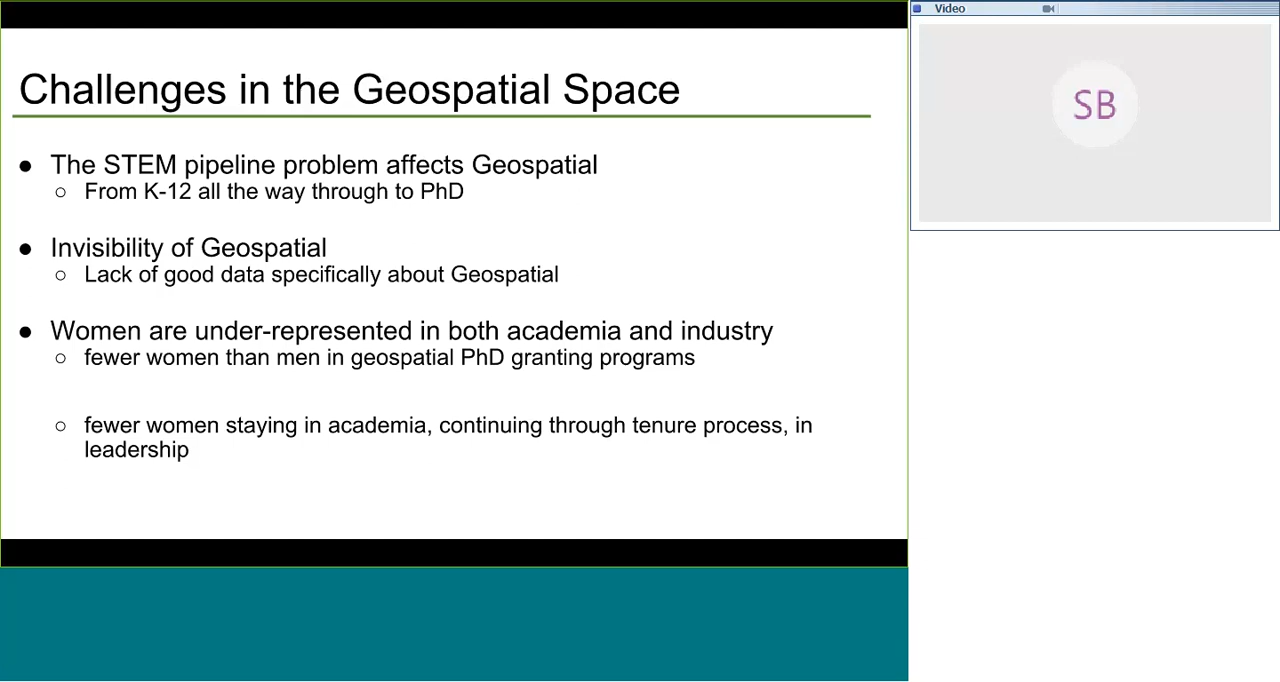 Challenges in the Geospatial Space
● The STEM pipeline problem affects Geospatial
○ From K-12 all the way through to PhD
● Invisibility of Geospatial
○ Lack of good data specifically about Geospatial
● Women are under-represented in both academia and industry
○ fewer women than men in geospatial PhD granting programs
○ fewer women staying in academia, continuing through tenure process, in
leadership
Video
SB